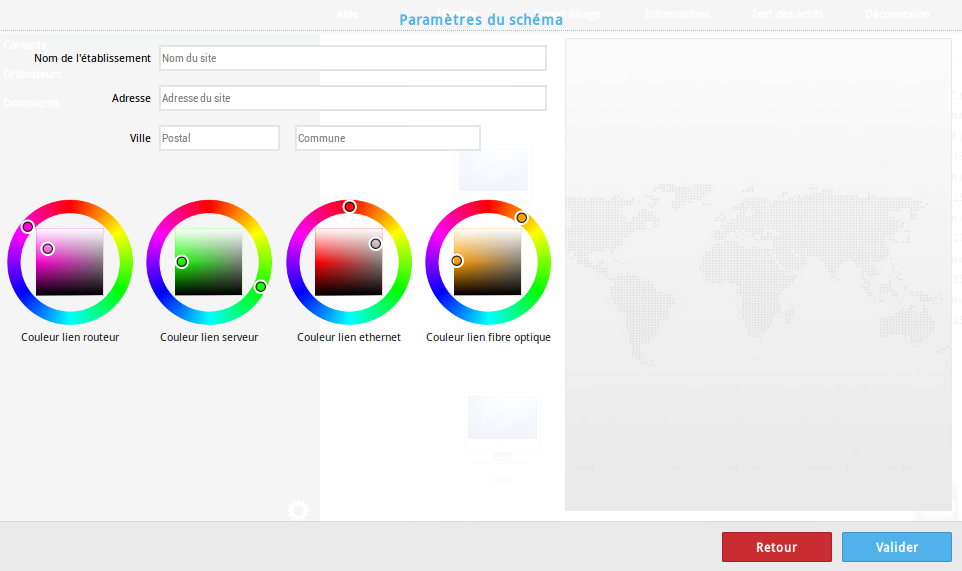 Aide
Export image
Informations
Test des actifs
Déconnexion
Paramètres du schéma
Contacts
Ordinateurs
Documents
Nom de l'établissement
Nom du site
Adresse
Adresse du site
Ville
Postal
Commune
Couleur lien routeur
Couleur lien serveur
Couleur lien ethernet
Couleur lien fibre optique
Retour
Valider